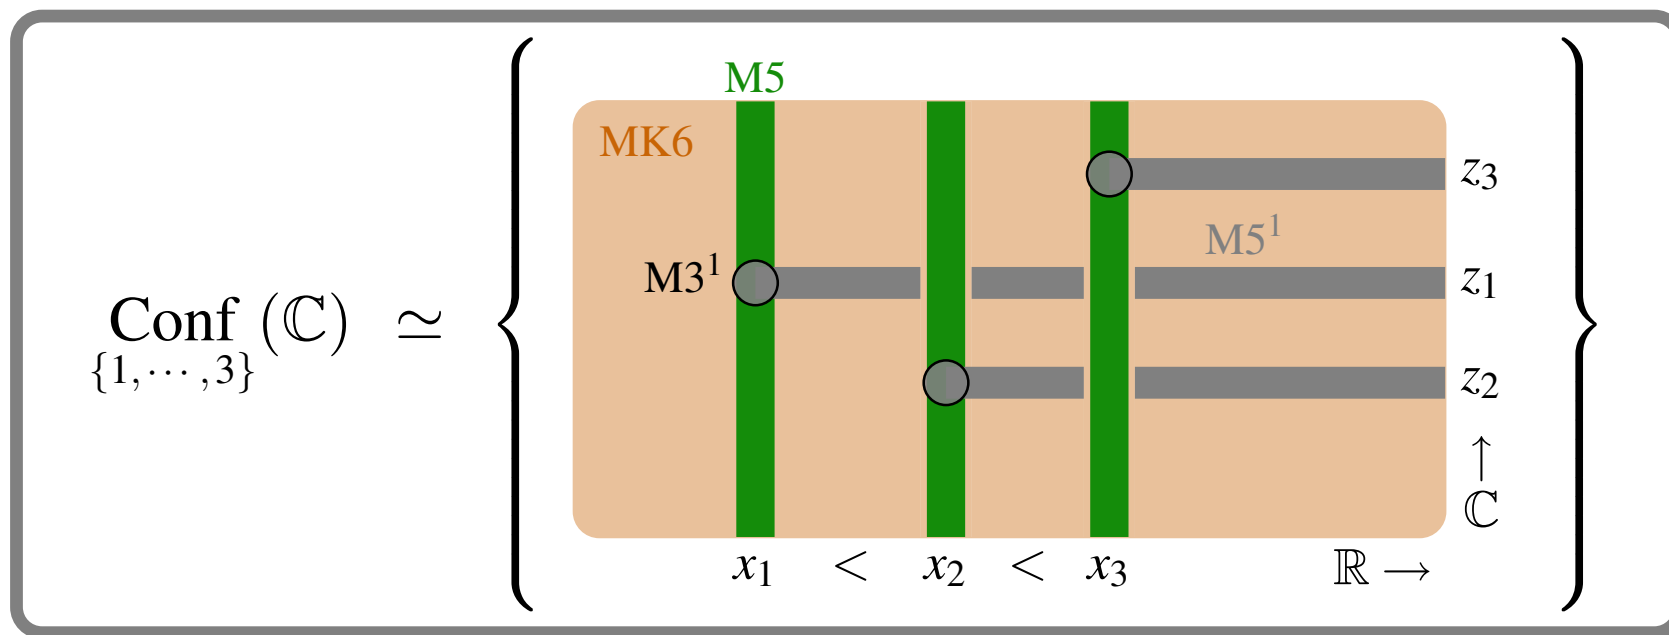 M5
MK6
z₃
M5¹
M3¹
z₁
Conf (ℂ) ≃
{1, ⋯ , 3}
z₂
↑
ℂ
x₁ < x₂ < x₃ ℝ →